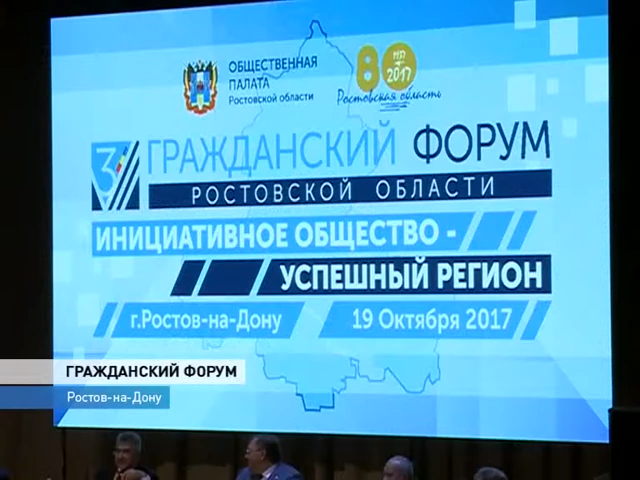 ОБЩЕСТВЕННАЯ
ПАЛАТА
Ростовской области
80
2017
Ростовская область
3
ГРАЖДАНСКИЙ ФОРУМ
РОСТОВСКОЙ ОБЛАСТИ
ИНИЦИАТИВНОЕ ОБЩЕСТВО -
УСПЕШНЫЙ РЕГИОН
г.Ростов-на-Дону
19 Октября 2017
ГРАЖДАНСКИЙ ФОРУМ
Ростов-на-Дону